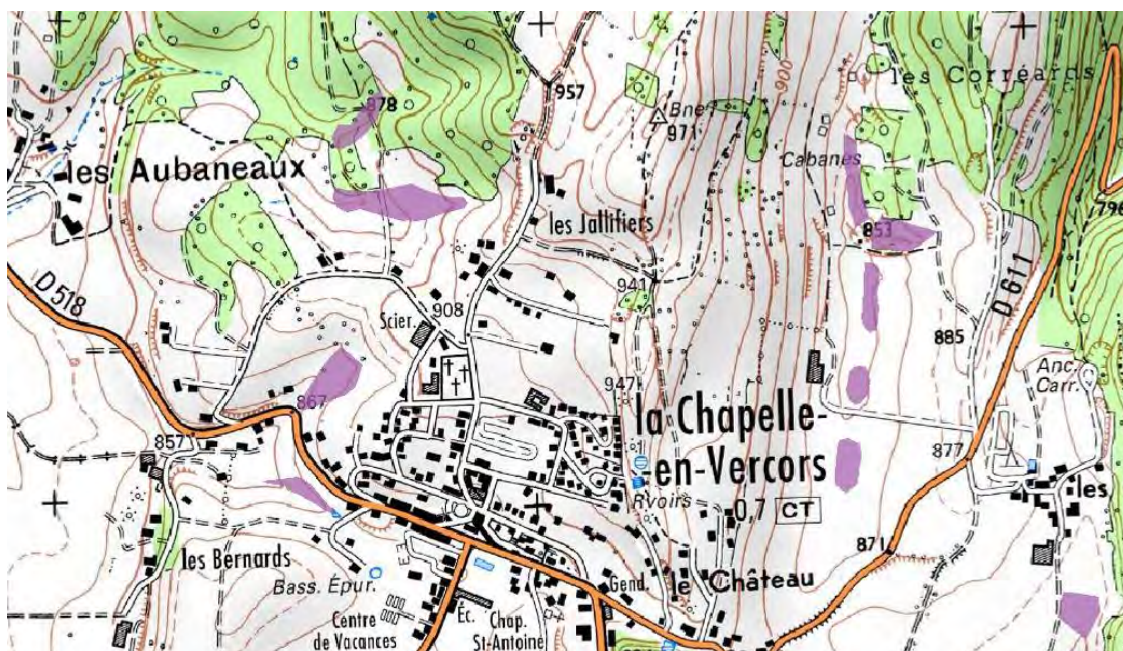 957
les Corréards
Bne
971
900
878
les Aubaneaux
Cabanes
796
les Jallifiers
853
D 518
D 611
941
908
Scier.
885
Anc.
Carr.
947
867
la Chapelle-
en-Vercors
857
877
les
Rvoirs
0,7 CT
871
les Bernards
Bass. Épur.
Gend.
le Château
Éc.
Centre
de Vacances
Chap.
St-Antoine